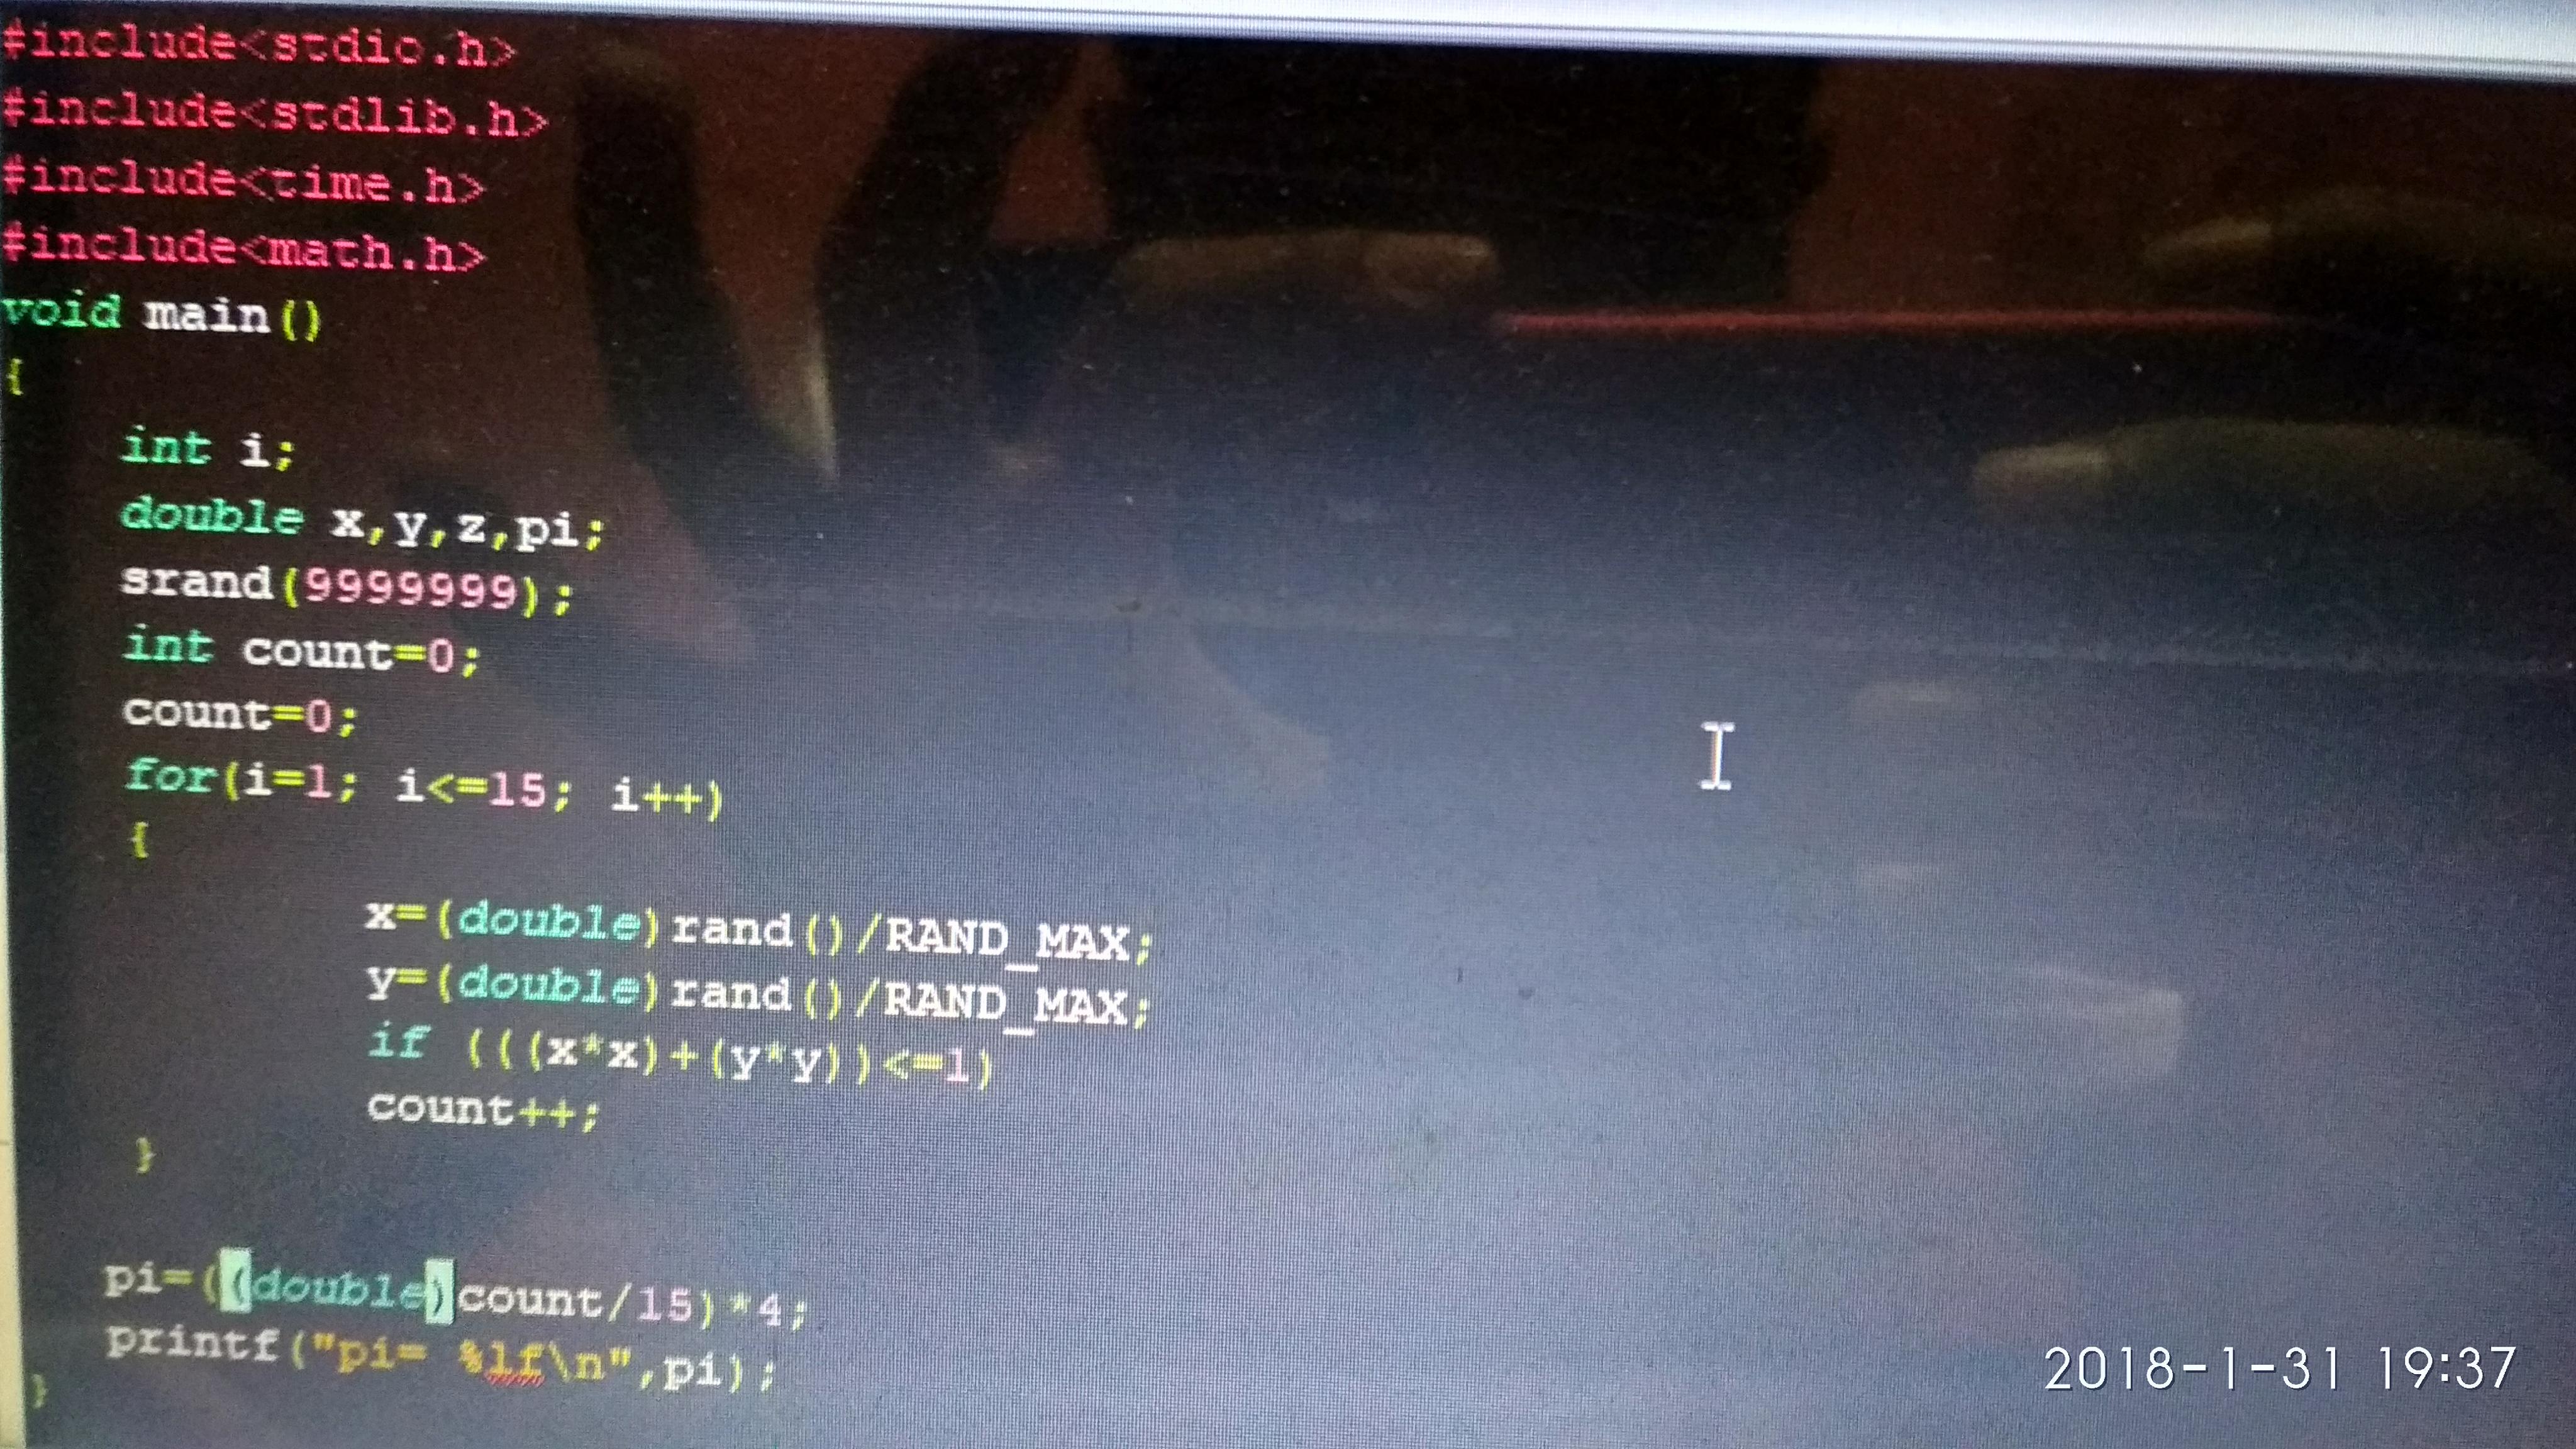 #include<stdio.h>
#include<stdlib.h>
#include<time.h>
#include<math.h>
void main()
{
int i;
double x,y,z,pi;
srand(9999999);
int count=0;
count=0;
for(i=1; i<=15; i++)
{
x=(double)rand()/RAND_MAX;
y=(double)rand()/RAND_MAX;
if (((x*x)+(y*y))<=1)
count++;
}
pi=((double)count/15)*4;
printf("pi= %lf\n",pi);
}
2018-1-31 19:37